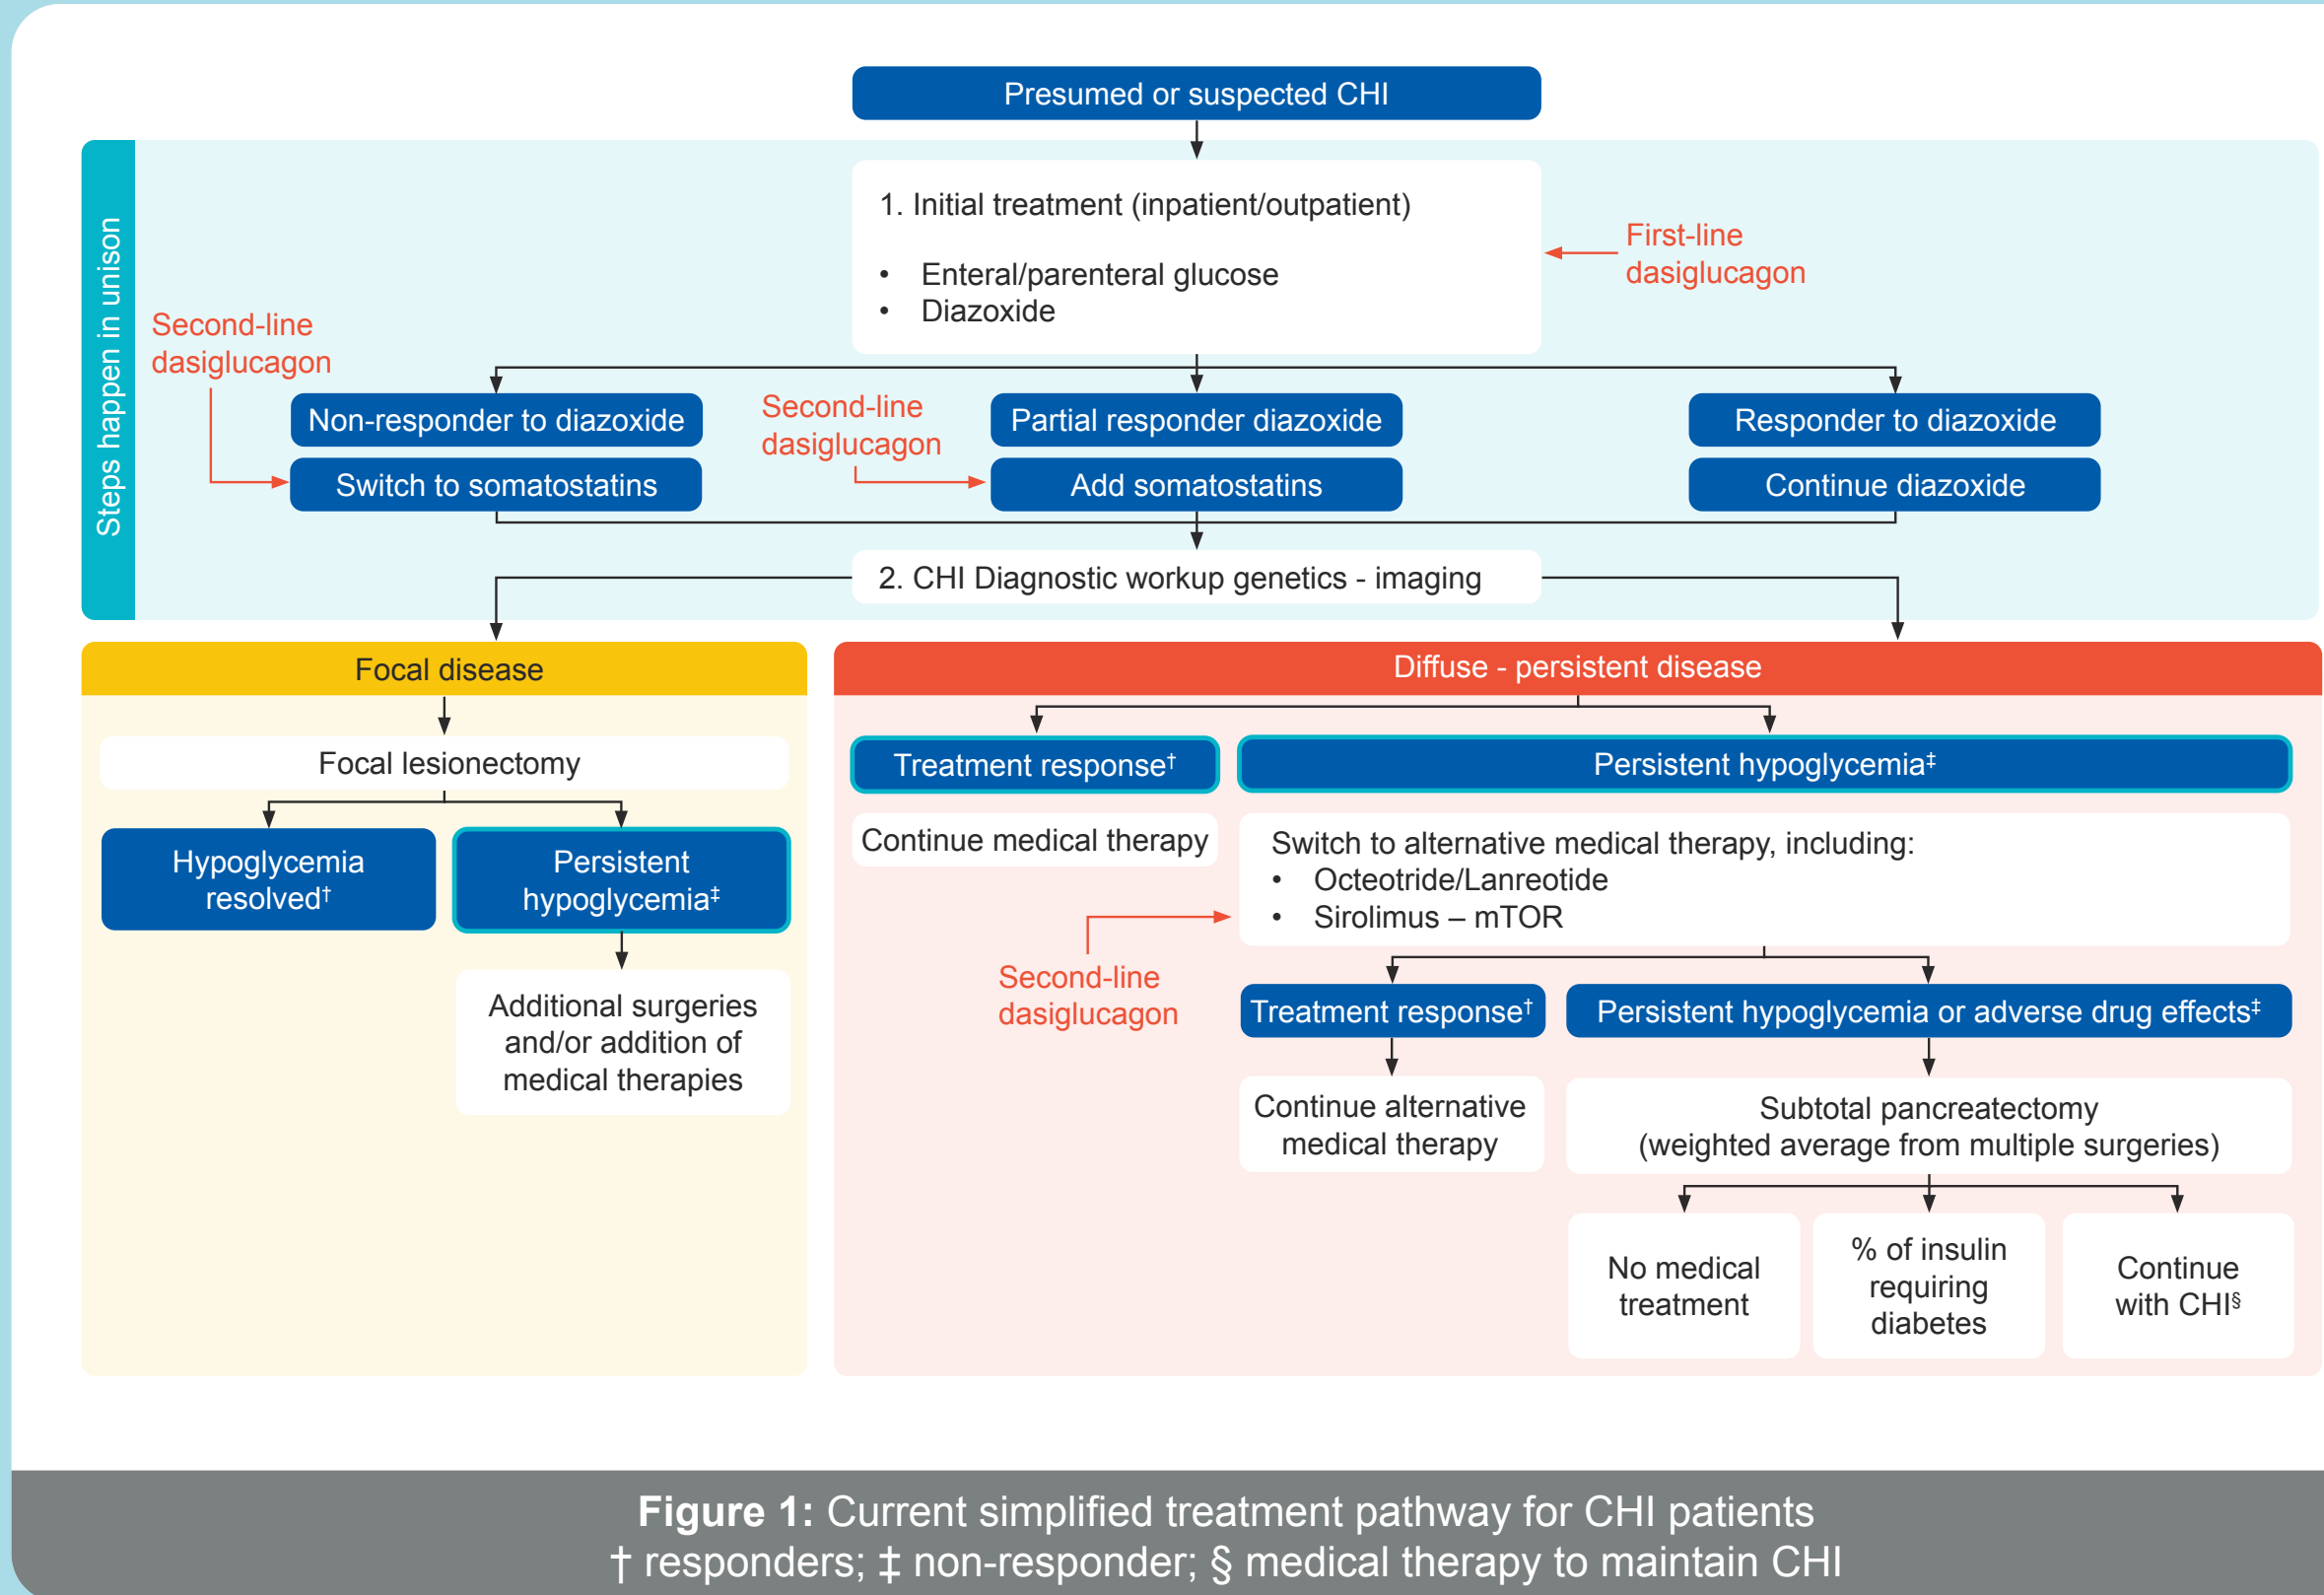 Presumed or suspected CHI
Steps happen in unison
1. Initial treatment (inpatient/outpatient)
• Enteral/parenteral glucose
• Diazoxide
First-line
dasiglucagon
Second-line
dasiglucagon
Non-responder to diazoxide
Switch to somatostatins
Second-line
dasiglucagon
Partial responder diazoxide
Add somatostatins
Responder to diazoxide
Continue diazoxide
2. CHI Diagnostic workup genetics - imaging
Focal disease
Focal lesionectomy
Hypoglycemia
resolved†
Persistent
hypoglycemia‡
Additional surgeries
and/or addition of
medical therapies
Diffuse - persistent disease
Treatment response†
Continue medical therapy
Persistent hypoglycemia‡
Switch to alternative medical therapy, including:
• Octeotride/Lanreotide
• Sirolimus – mTOR
Second-line
dasiglucagon
Treatment response†
Continue alternative
medical therapy
Persistent hypoglycemia or adverse drug effects‡
Subtotal pancreatectomy
(weighted average from multiple surgeries)
No medical
treatment
% of insulin
requiring
diabetes
Continue
with CHI§
Figure 1: Current simplified treatment pathway for CHI patients
† responders; ‡ non-responder; § medical therapy to maintain CHI